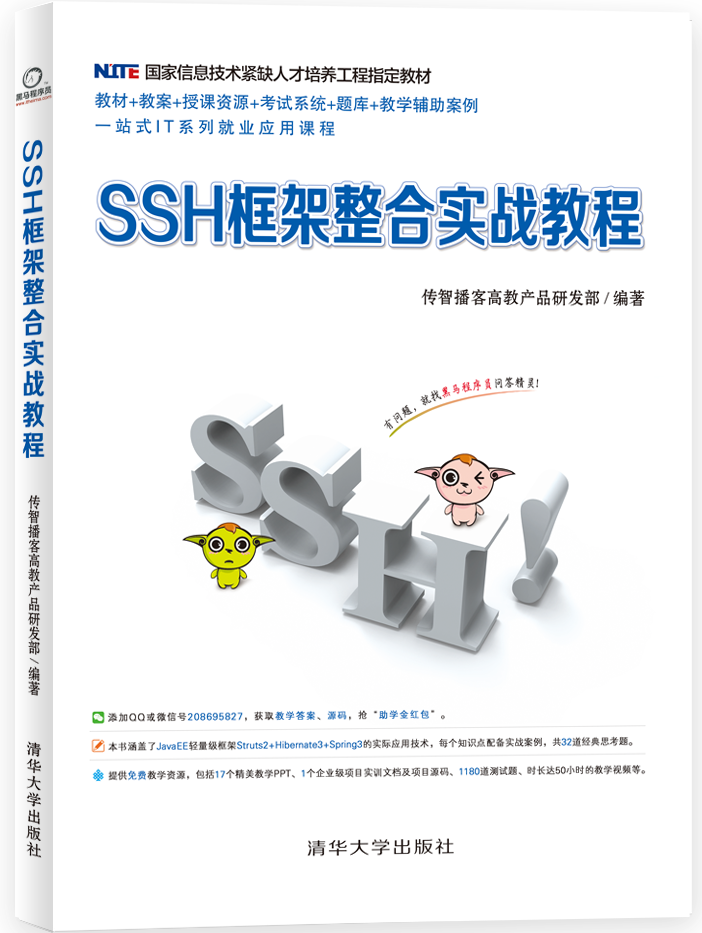 黑马程序员
www.itheima.com
SSH框架整合实战教程
传智播客高教产品研发部/编著
清华大学出版社
NITE 国家信息技术紧缺人才培养工程指定教材
教材+教案+授课资源+考试系统+题库+教学辅助案例
一站式IT系列就业应用课程
SSH框架整合实战教程
传智播客高教产品研发部 / 编著
有问题，就找黑马程序员问答精灵！
SSH!
添加QQ或微信号208695827，获取教学答案、源码，抢“助学金红包”。
本书涵盖了JavaEE轻量级框架Struts2+Hibernate3+Spring3的实际应用技术，每个知识点配备实战案例，共32道经典思考题。
提供免费教学资源，包括17个精美教学PPT、1个企业级项目实训文档及项目源码、1180道测试题、时长达50小时的教学视频等。
清华大学出版社